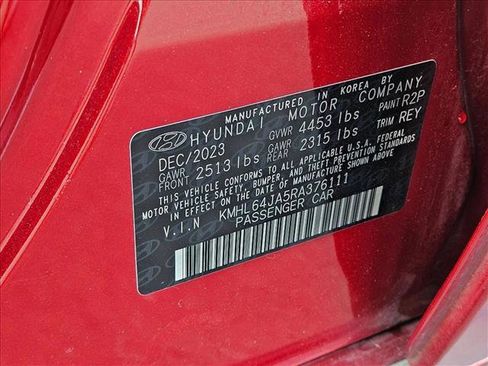 MANUFACTURED IN KOREA BY
HYUNDAI MOTOR COMPANY
DEC/2023 GVWR 4453 lbs PAINT R2P
GAWR FRONT 2513 lbs GAWR REAR 2315 lbs TRIM REY
THIS VEHICLE CONFORMS TO ALL APPLICABLE U.S.A. FEDERAL
MOTOR VEHICLE SAFETY, BUMPER, AND THEFT PREVENTION STANDARDS
IN EFFECT ON THE DATE OF MANUFACTURE SHOWN ABOVE.
V.I.N KMHL64JA5RA376111
PASSENGER CAR